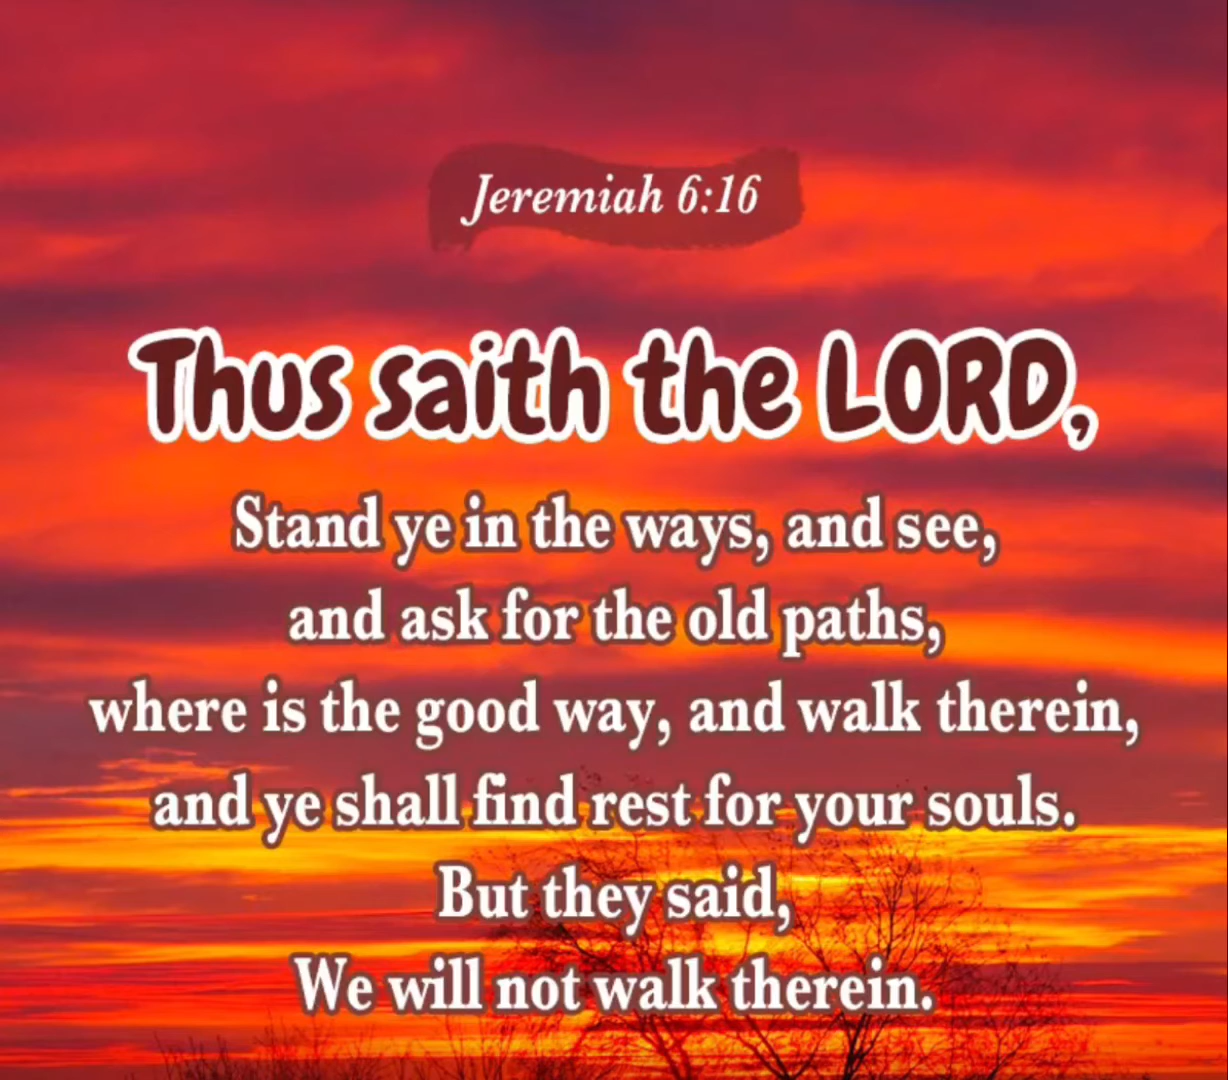 Jeremiah 6:16
Thus saith the LORD,
Stand ye in the ways, and see,
and ask for the old paths,
where is the good way, and walk therein,
and ye shall find rest for your souls.
But they said,
We will not walk therein.